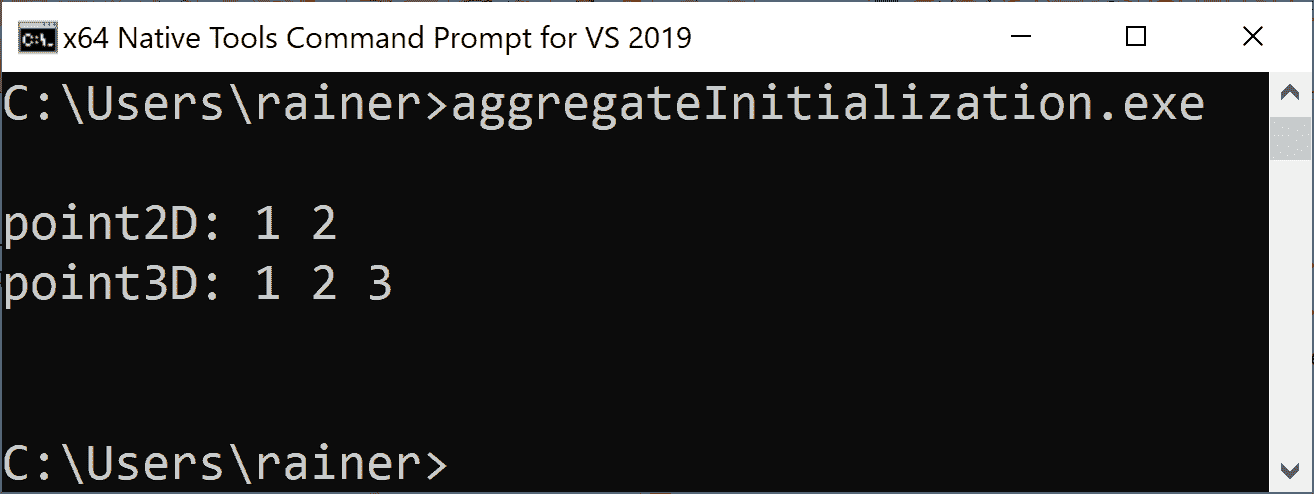 x64 Native Tools Command Prompt for VS 2019
C:\Users\rainer>aggregateInitialization.exe
point2D: 1 2
point3D: 1 2 3
C:\Users\rainer>